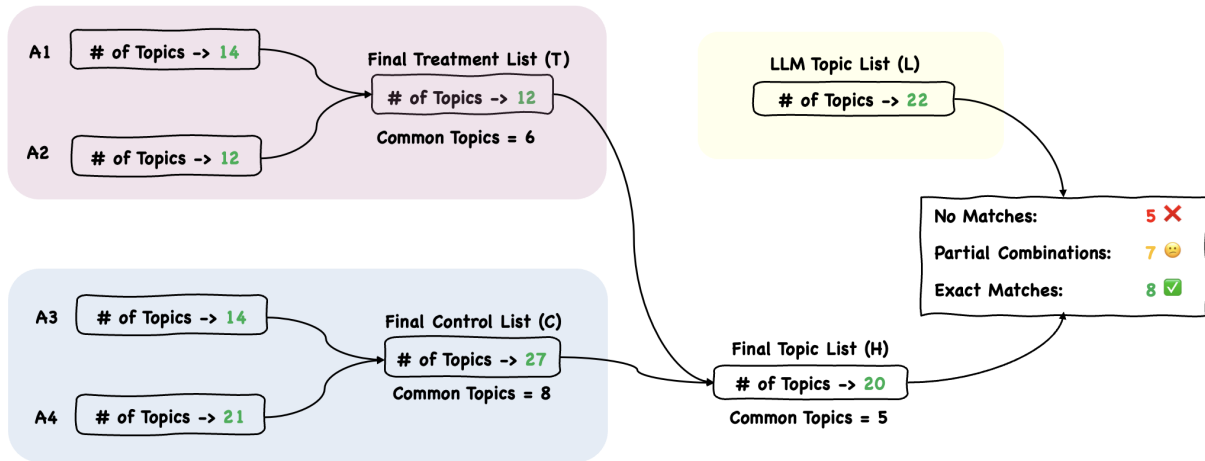 A1
# of Topics -> 14
A2
# of Topics -> 12
Final Treatment List (T)
# of Topics -> 12
Common Topics = 6
A3
# of Topics -> 14
A4
# of Topics -> 21
Final Control List (C)
# of Topics -> 27
Common Topics = 8
LLM Topic List (L)
# of Topics -> 22
Final Topic List (H)
# of Topics -> 20
Common Topics = 5
No Matches: 5 ❌
Partial Combinations: 7 😕
Exact Matches: 8 ✅